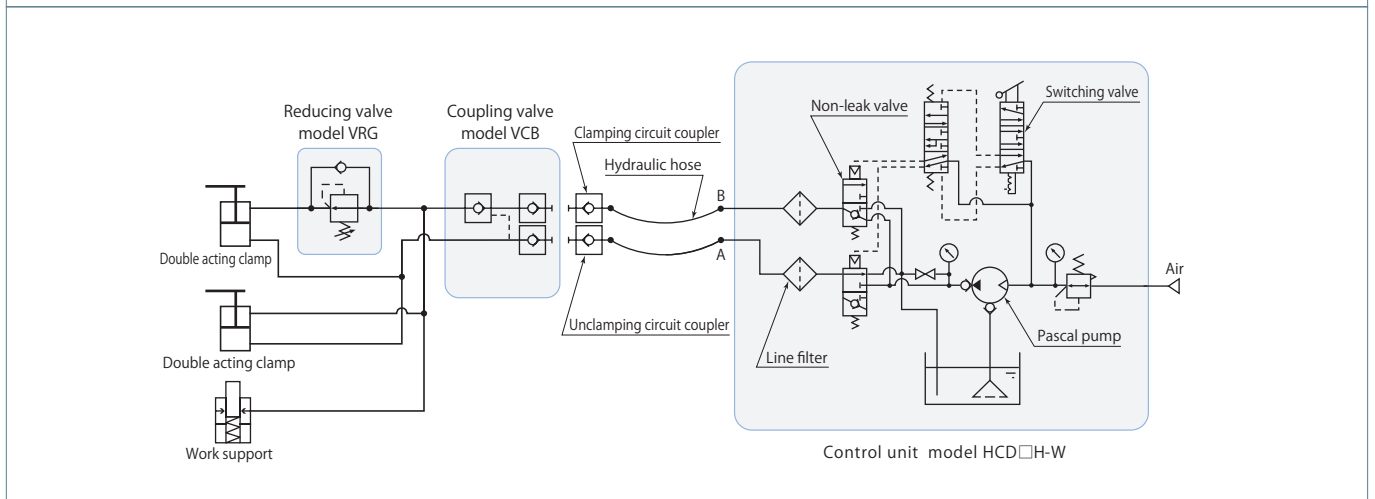 Reducing valve
model VRG
Coupling valve
model VCB
Clamping circuit coupler
Hydraulic hose
B
A
Unclamping circuit coupler
Non-leak valve
Switching valve
Air
Pascal pump
Line filter
Double acting clamp
Double acting clamp
Work support
Control unit model HCD□H-W